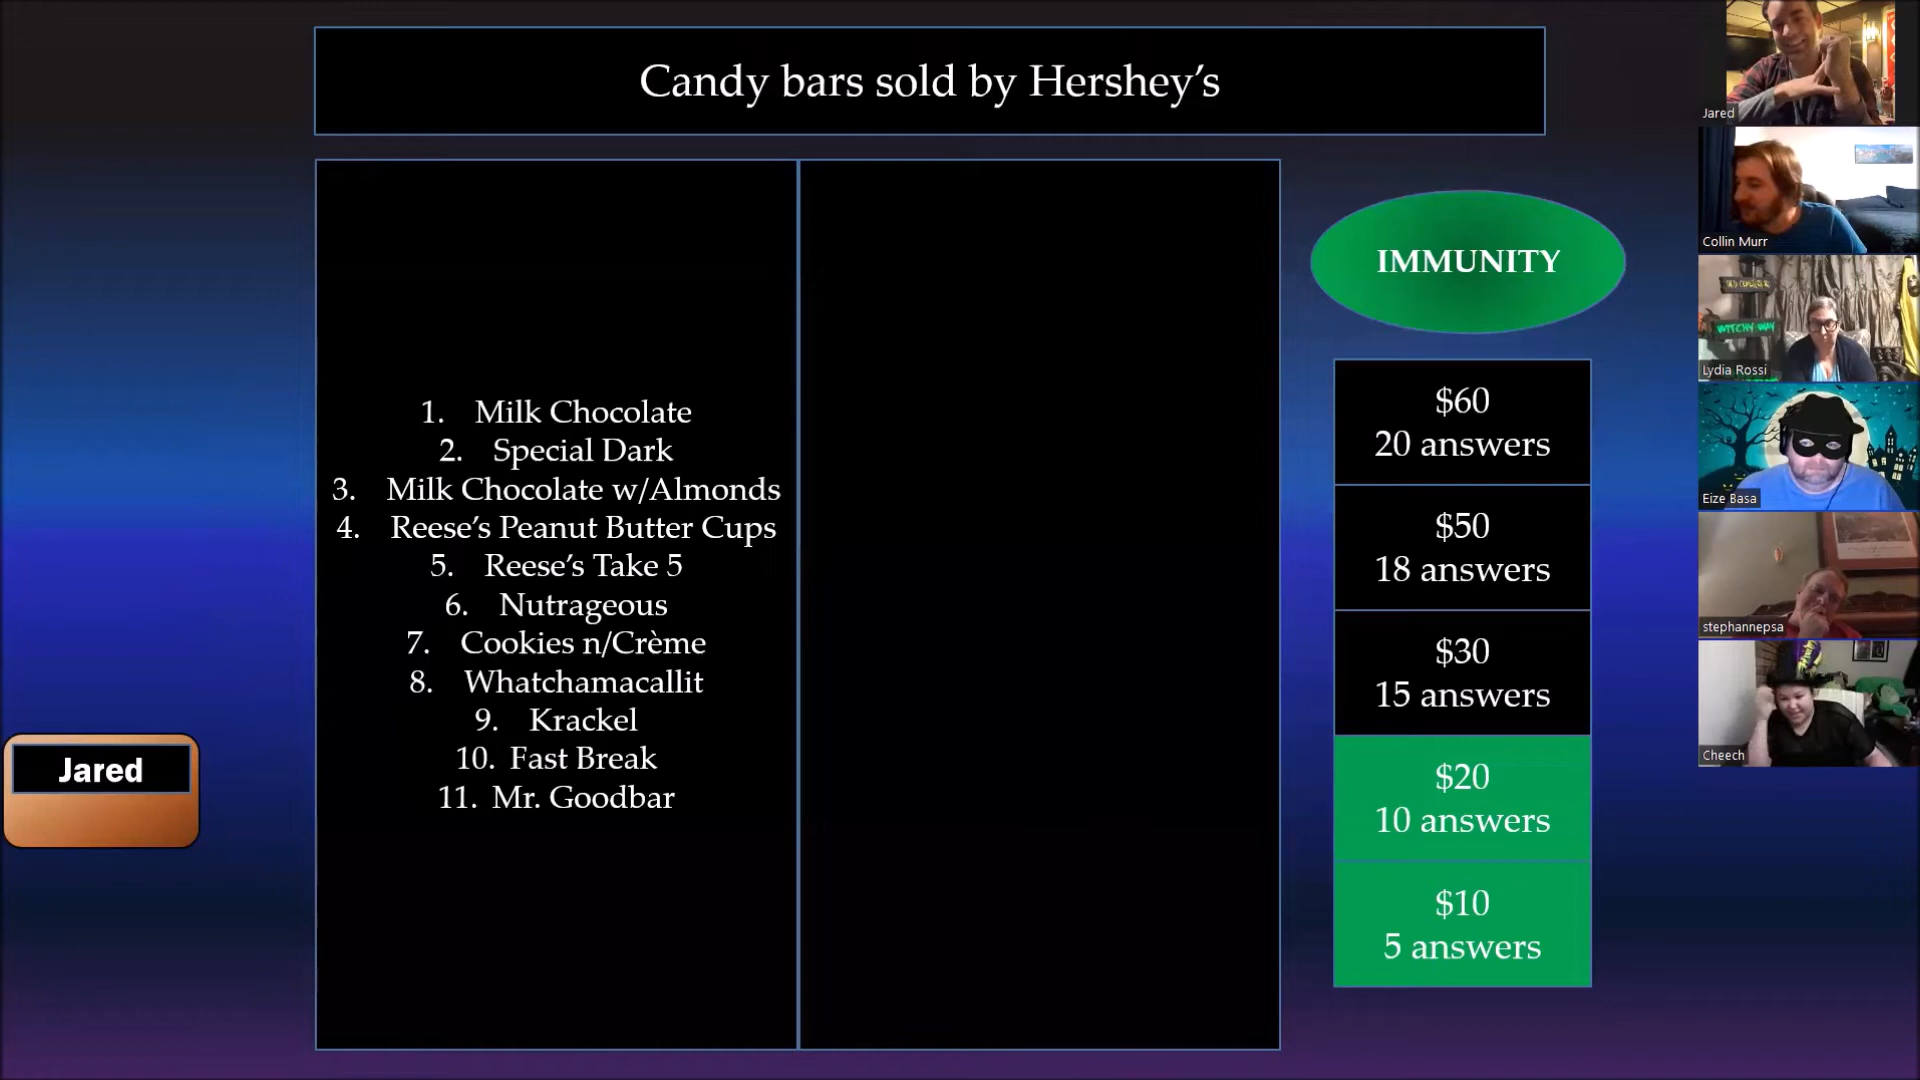 Candy bars sold by Hershey's
1. Milk Chocolate
2. Special Dark
3. Milk Chocolate w/Almonds
4. Reese's Peanut Butter Cups
5. Reese's Take 5
6. Nutrageous
7. Cookies n/Crème
8. Whatchamacallit
9. Krackel
10. Fast Break
11. Mr. Goodbar
IMMUNITY
$60
20 answers
$50
18 answers
$30
15 answers
$20
10 answers
$10
5 answers
Jared
Jared
Collin Murr
WITCHY WAY
Lydia Rossi
Eize Basa
stephannepsa
Cheech